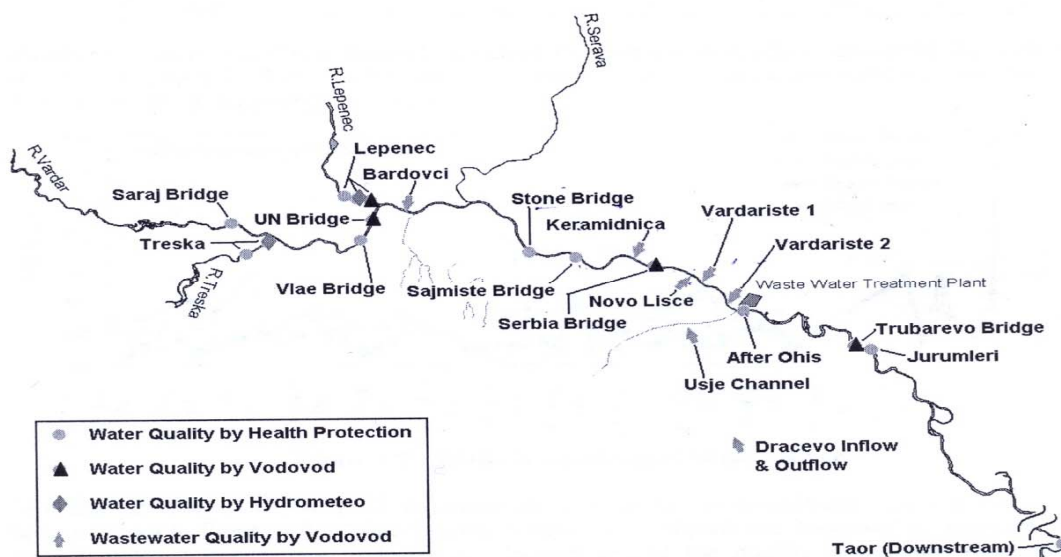 R.Serava
R.Lepenec
R.Vardar
Lepenec
Bardovci
Saraj Bridge
Stone Bridge
Vardariste 1
UN Bridge
Keramidnica
Treska
Vardariste 2
R.Treska
Vlae Bridge
Sajmiste Bridge
Novo Lisce
Waste Water Treatment Plant
Serbia Bridge
Trubarevo Bridge
After Ohis
Jurumleri
Usje Channel
Water Quality by Health Protection
Water Quality by Vodovod
Water Quality by Hydrometeo
Wastewater Quality by Vodovod
Dracevo Inflow
& Outflow
Taor (Downstream)